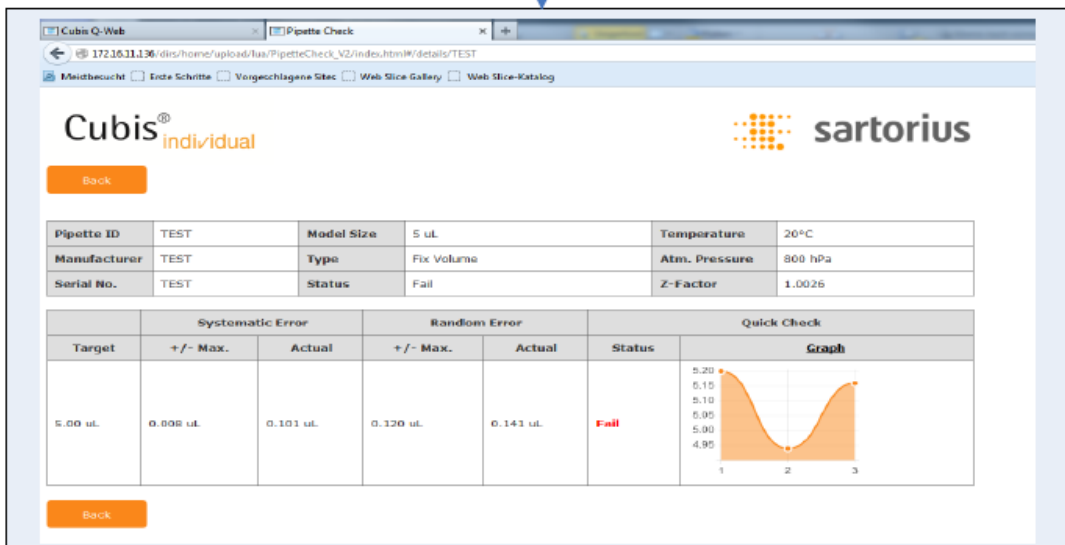 Cubis Q-Web × Pipette Check × +
172.16.11.136/dirs/home/upload/lua/PipetteCheck_V2/index.html#/details/TEST
Meistbesucht Erste Schritte Vorgeschlagene Sites Web Slice Gallery Web Slice-Katalog
Cubis® individual
sartorius
Back
Pipette ID TEST Model Size 5 uL Temperature 20°C
Manufacturer TEST Type Fix Volume Atm. Pressure 800 hPa
Serial No. TEST Status Fail Z-Factor 1.0026
Systematic Error Random Error Quick Check
Target +/- Max. Actual +/- Max. Actual Status Graph
5.00 uL 0.008 uL 0.101 uL 0.120 uL 0.141 uL Fail
5.20
5.15
5.10
5.05
5.00
4.95
1 2 3
Back